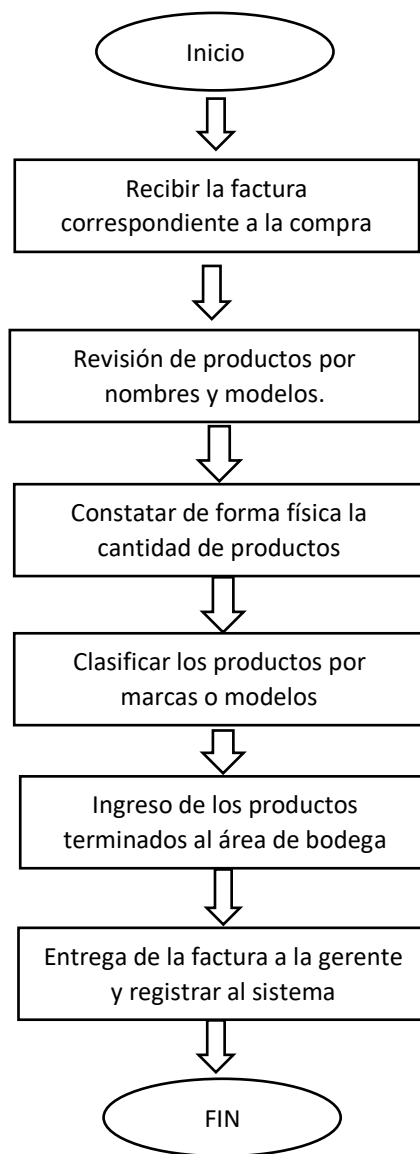 Inicio
Recibir la factura
correspondiente a la compra
Revisión de productos por
nombres y modelos.
Constatar de forma física la
cantidad de productos
Clasificar los productos por
marcas o modelos
Ingreso de los productos
terminados al área de bodega
Entrega de la factura a la gerente
y registrar al sistema
FIN